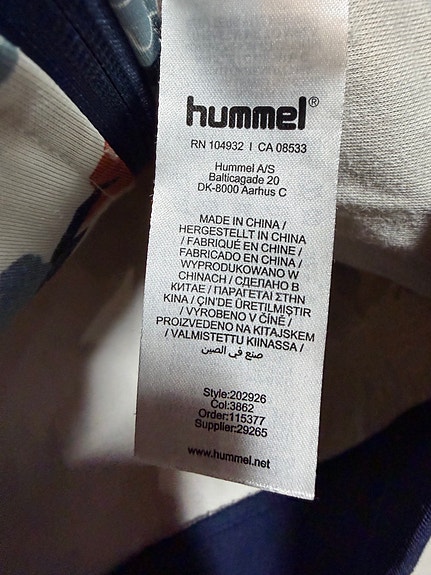 hummel®
RN 104932 I CA 08533
Hummel A/S
Balticagade 20
DK-8000 Aarhus C
MADE IN CHINA /
HERGESTELLT IN CHINA
/ FABRIQUÉ EN CHINE /
FABRICADO EN CHINA /
WYPRODUKOWANO W
CHINACH / СДЕЛАНО В
КИТАЕ / ΠΑΡΑΓΕΤΑΙ ΣΤΗΝ
ΚΙΝΑ / ÇIN'DE ÜRETILMIŞTIR
/ VYROBENO V ČÍNĚ /
PROIZVEDENO NA KITAJSKEM
/ VALMISTETTU KIINASSA /
صنع في الصين
Style:202926
Col:3862
Order:115377
Supplier:29265
www.hummel.net